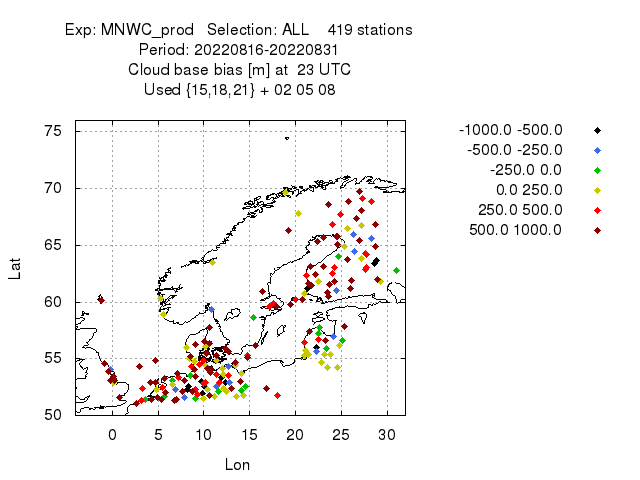 Exp: MNWC_prod   Selection: ALL    419 stations
Period: 20220816-20220831
Cloud base bias [m] at  23 UTC
Used {15,18,21} + 02 05 08
75
70
65
60
55
50
Lat
0 5 10 15 20 25 30
Lon
-1000.0 -500.0
-500.0 -250.0
-250.0 0.0
0.0 250.0
250.0 500.0
500.0 1000.0